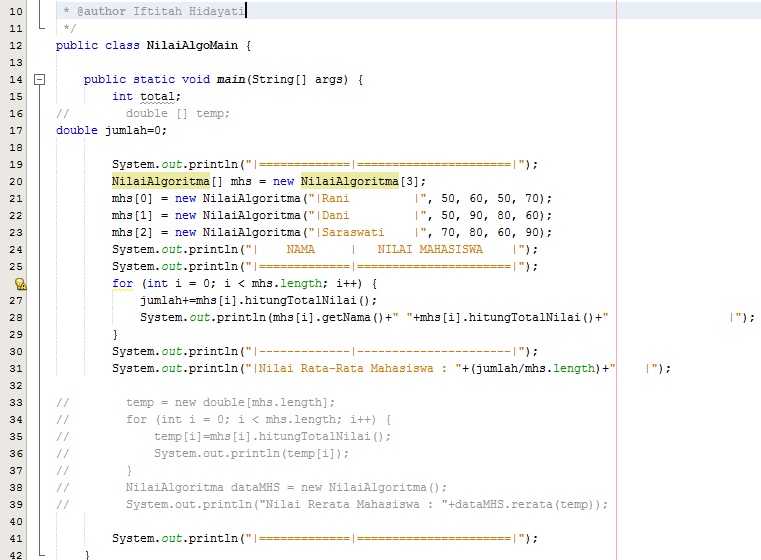 10 * @author Iftitah Hidayati
11 */
12 public class NilaiAlgoMain {
13
14 public static void main(String[] args) {
15 int total;
16 // double [] temp;
17 double jumlah=0;
18
19 System.out.println("|=============|======================|");
20 NilaiAlgoritma[] mhs = new NilaiAlgoritma[3];
21 mhs[0] = new NilaiAlgoritma("|Rani         |", 50, 60, 50, 70);
22 mhs[1] = new NilaiAlgoritma("|Dani         |", 50, 90, 80, 60);
23 mhs[2] = new NilaiAlgoritma("|Saraswati    |", 70, 80, 60, 90);
24 System.out.println("|    NAMA     |   NILAI MAHASISWA    |");
25 System.out.println("|=============|======================|");
for (int i = 0; i < mhs.length; i++) {
27 jumlah+=mhs[i].hitungTotalNilai();
28 System.out.println(mhs[i].getNama()+" "+mhs[i].hitungTotalNilai()+"                 |");
29 }
30 System.out.println("|-------------|----------------------|");
31 System.out.println("|Nilai Rata-Rata Mahasiswa : "+(jumlah/mhs.length)+"    |");
32
33 // temp = new double[mhs.length];
34 // for (int i = 0; i < mhs.length; i++) {
35 // temp[i]=mhs[i].hitungTotalNilai();
36 // System.out.println(temp[i]);
37 // }
38 // NilaiAlgoritma dataMHS = new NilaiAlgoritma();
39 // System.out.println("Nilai Rerata Mahasiswa : "+dataMHS.rerata(temp));
40
41 System.out.println("|=============|======================|");
42 }